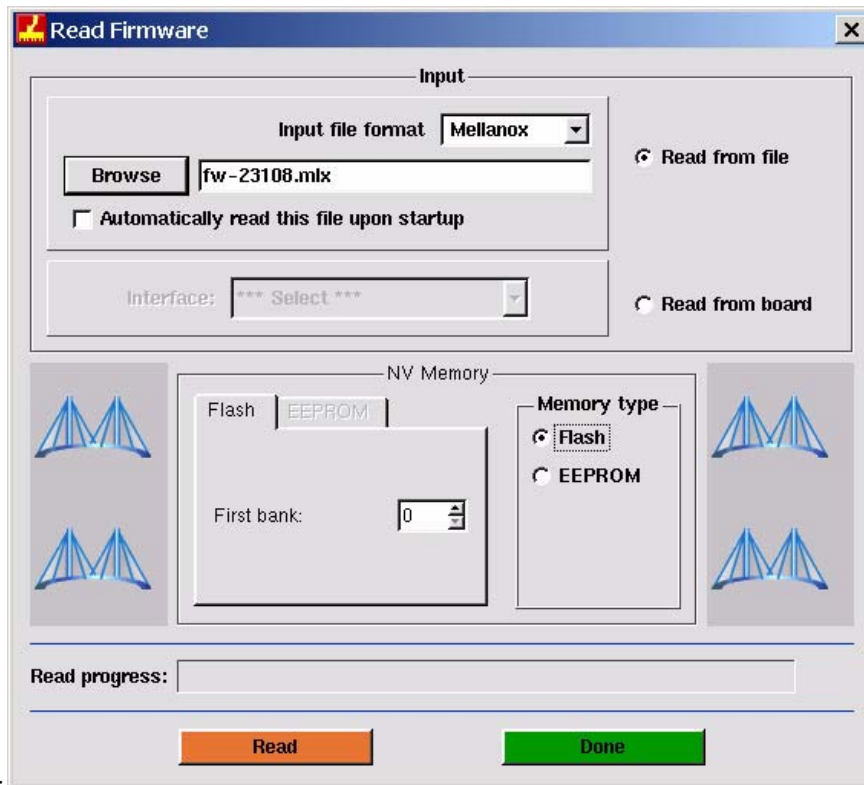 Read Firmware
Input
Input file format Mellanox
Browse fw-23108.mlx
Read from file
Automatically read this file upon startup
Interface: *** Select ***
Read from board
NV Memory
Flash EEPROM
Memory type
Flash
EEPROM
First bank: 0
Read progress:
Read Done